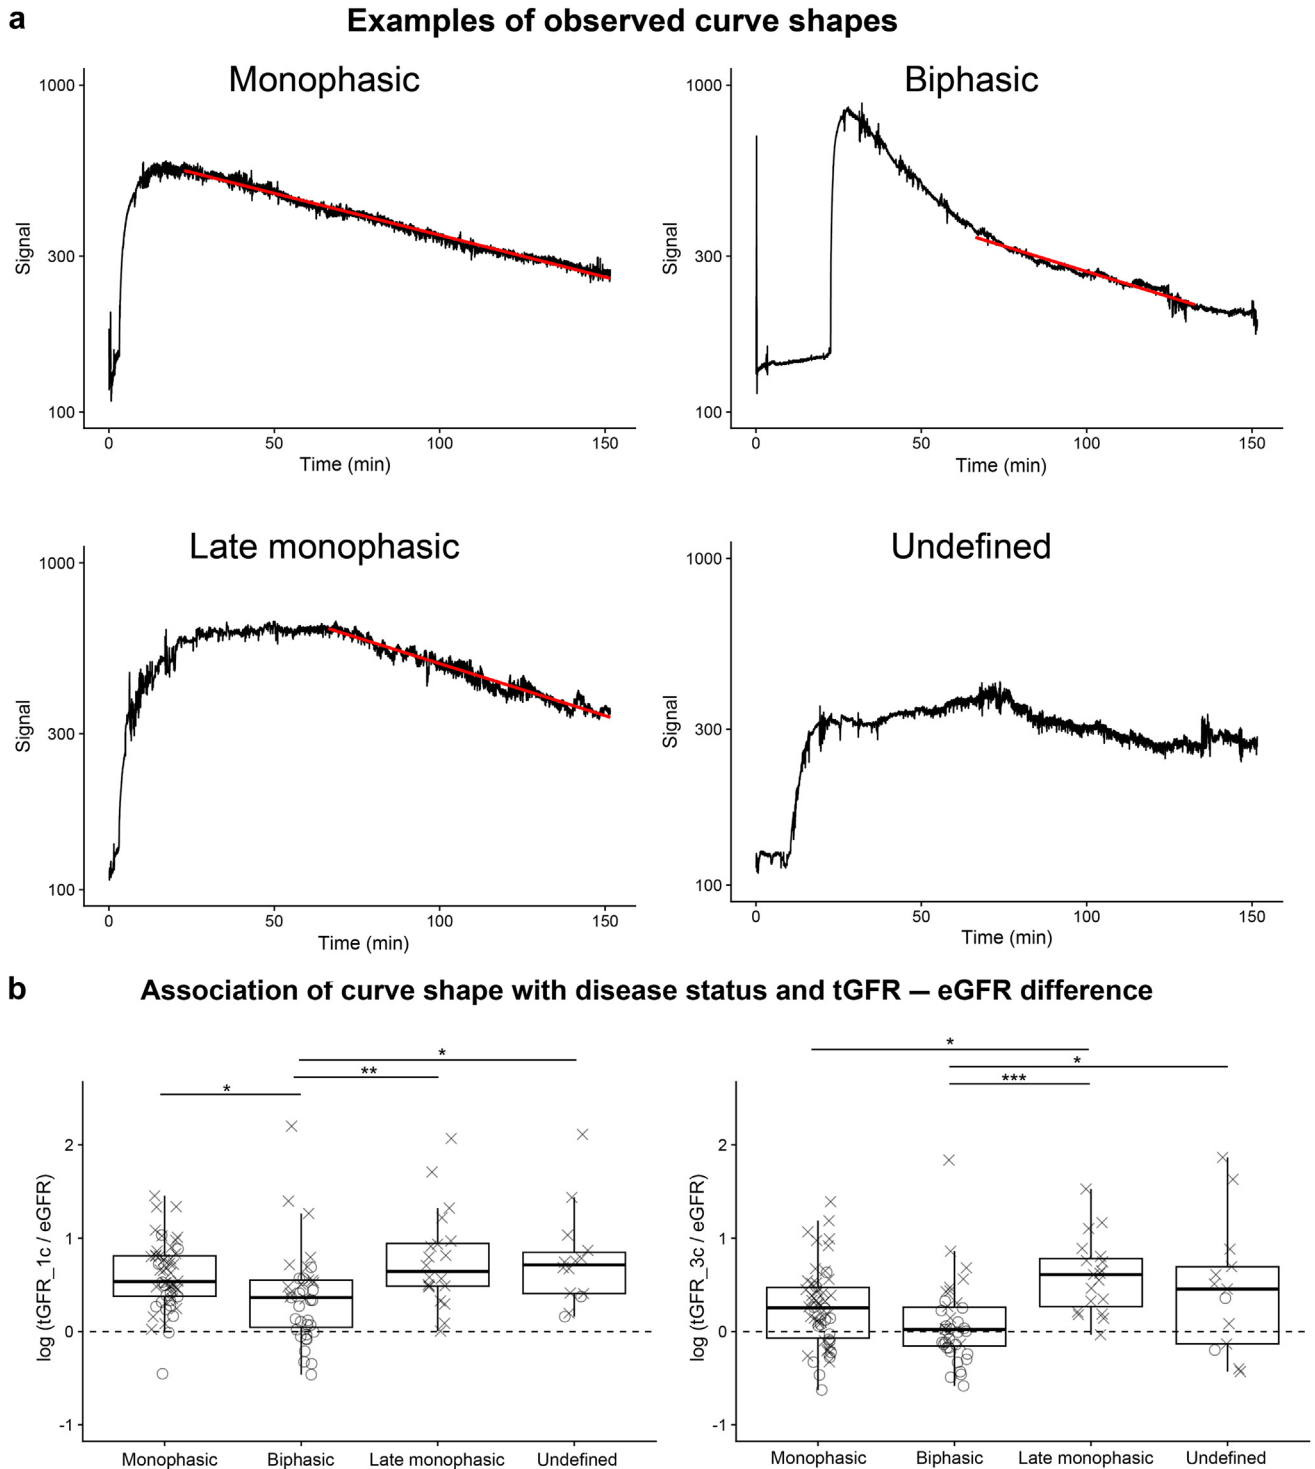 a
Examples of observed curve shapes
Monophasic
1000
300
100
Signal
0 50 100 150
Time (min)
Biphasic
1000
300
100
Signal
0 50 100 150
Time (min)
Late monophasic
1000
300
100
Signal
0 50 100 150
Time (min)
Undefined
1000
300
100
Signal
0 50 100 150
Time (min)
b
Association of curve shape with disease status and tGFR — eGFR difference
*
**
*
2
1
0
-1
log (tGFR_1c / eGFR)
Monophasic Biphasic Late monophasic Undefined
*
*
***
2
1
0
-1
log (tGFR_3c / eGFR)
Monophasic Biphasic Late monophasic Undefined